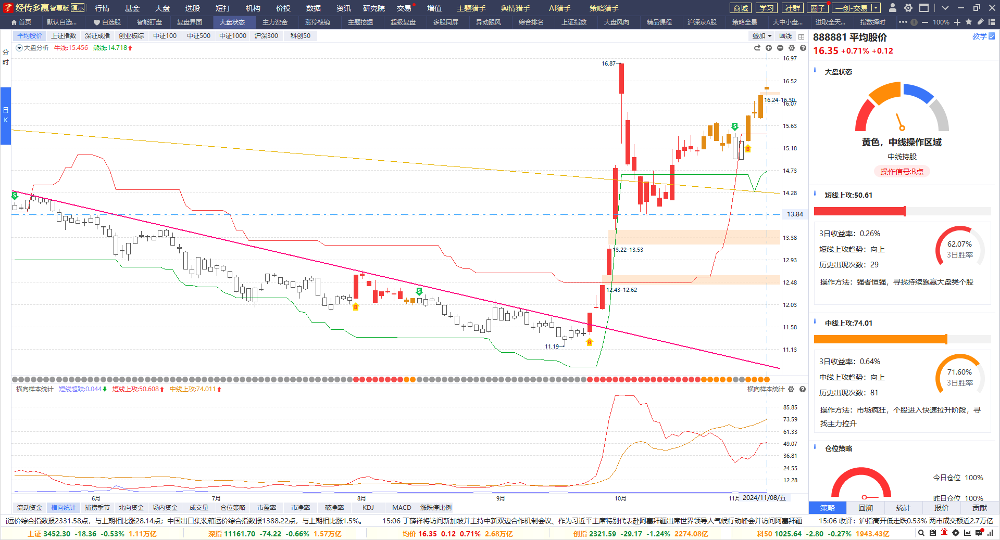 经传多赢 智尊版 演示 行情 基金 大盘 选股 短打 机构 价投 数据 资讯 研究院 交易 增值 主题猎手 舆情猎手 AI猎手 策略猎手 商城 学习 社群 圈子 一创-交易
首页 默认自选... 自选股 智能盯盘 复盘界面 大盘状态 主力资金 涨停棱镜 主题挖掘 超级复盘 多股同屏 异动跟风 综合排名 上证指数 大盘风向 精品课程 沪深京A股 策略全景 大中小盘... 进取全天... 指数择时 100%
平均股价 上证指数 深证成指 创业板综 中证100 中证500 中证1000 沪深300 科创50 叠加 画线
分时
日K
大盘分析 牛线:15.456 熊线:14.718
16.97
16.87
16.52
16.24-16.30
16.07
S
15.63
B
15.18
14.73
14.28
S
13.84
13.38
13.22-13.53
12.93
12.48
12.43-12.62
S
12.03
B
11.58
11.19
B
11.13
横向样本统计 短线超跌:0.044 短线上攻:50.608 中线上攻:74.011 横向样本统计
85.85
73.59
61.33
49.07
36.81
24.55
12.28
6月 7月 8月 9月 10月 11月 2024/11/08/五
流动资金 横向统计 捕捞季节 北向资金 场内资金 成交量 仓位策略 市盈率 市净率 破净率 KDJ MACD 涨跌停比例
888881 平均股价 教学
16.35 +0.71% +0.12
大盘状态
黄色，中线操作区域
中线持股
操作信号:B点
短线上攻:50.61
3日收益率：0.26%
短线上攻趋势：向上
历史出现次数：29
62.07%
3日胜率
操作方法：强者恒强，寻找持续跑赢大盘类个股
中线上攻:74.01
3日收益率：0.64%
中线上攻趋势：向上
历史出现次数：81
71.60%
3日胜率
操作方法：市场疯狂，个股进入快速拉升阶段，寻
找主力拉升
仓位策略
今日仓位 100%
昨日仓位 100%
策略 回溯 统计 报价 贡献
运价综合指数报2331.58点，与上期相比涨28.14点；中国出口集装箱运价综合指数报1388.22点，与上期相比涨1.5%。 15:06 丁薛祥将访问新加坡并主持中新双边合作机制会议、作为习近平主席特别代表赴阿塞拜疆出席世界领导人气候行动峰会并访问阿塞拜疆 15:06 收评：沪指高开低走跌0.53% 两市成交额近2.7万亿
上证 3452.30 -18.36 -0.53% 1.11万亿 深指 11161.70 -74.22 -0.66% 1.57万亿 均价 16.35 0.12 0.71% 2.68万亿 创指 2321.59 -29.17 -1.24% 2274.08亿 科50 1025.64 -2.80 -0.27% 1943.43亿